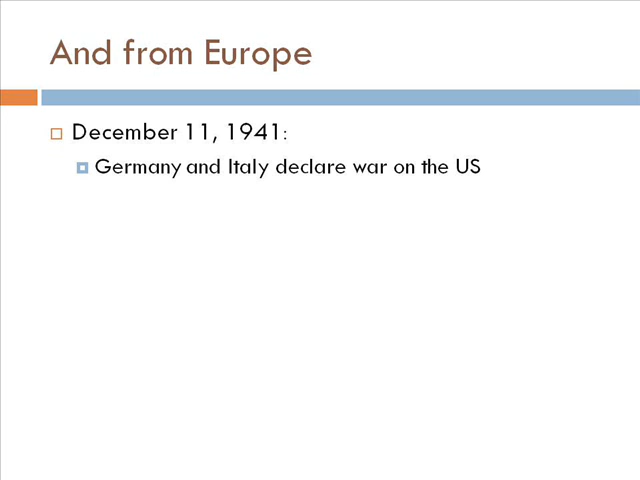 And from Europe
December 11, 1941:
Germany and Italy declare war on the US